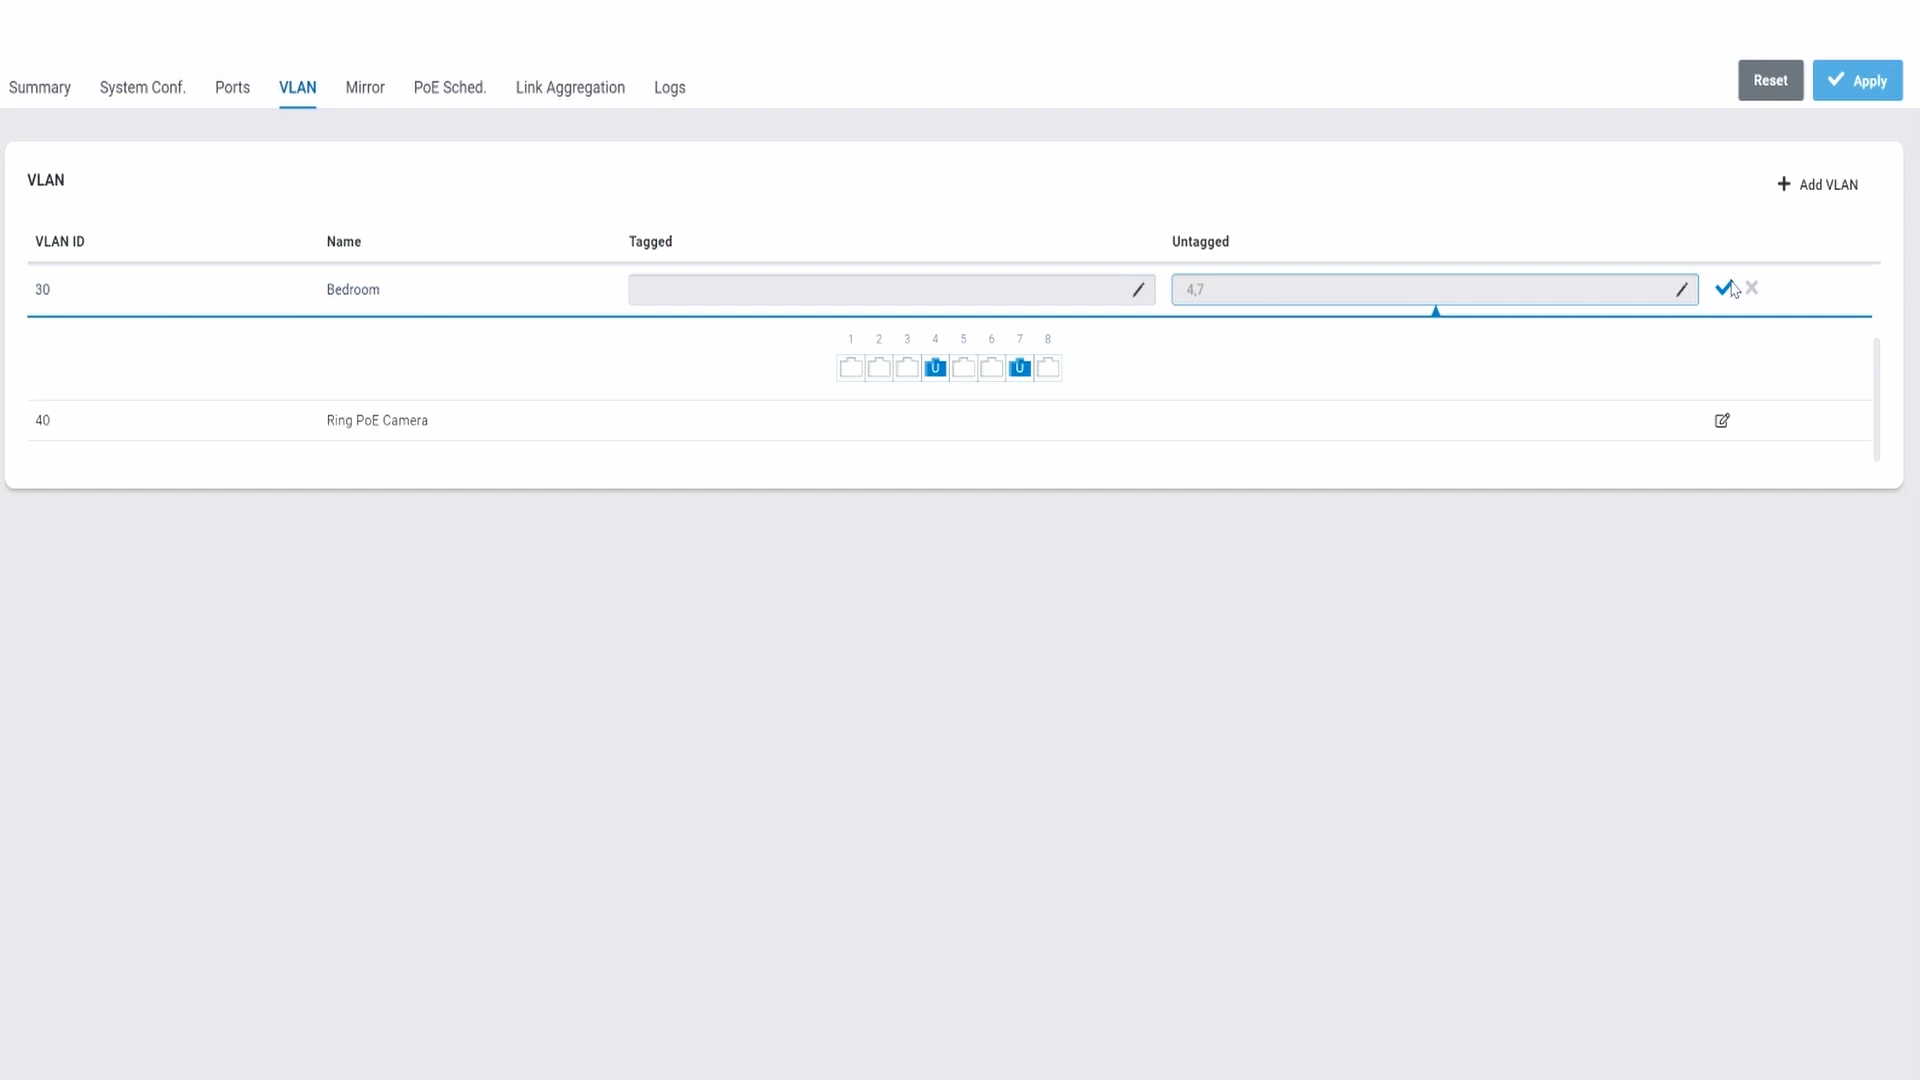 Summary System Conf. Ports VLAN Mirror PoE Sched. Link Aggregation Logs Reset Apply
VLAN
+ Add VLAN
VLAN ID Name Tagged Untagged
30 Bedroom 4,7
1 2 3 4 5 6 7 8
U U
40 Ring PoE Camera